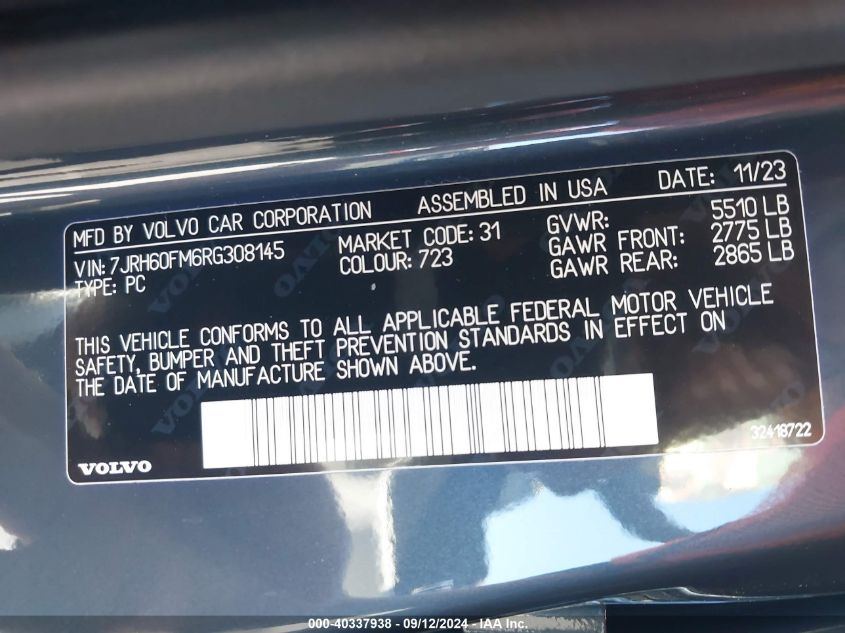 MFD BY VOLVO CAR CORPORATION ASSEMBLED IN USA DATE: 11/23
VIN: 7JRH60FM6RG308145 MARKET CODE: 31 GVWR: 5510 LB
TYPE: PC COLOUR: 723 GAWR FRONT: 2775 LB
GAWR REAR: 2865 LB
THIS VEHICLE CONFORMS TO ALL APPLICABLE FEDERAL MOTOR VEHICLE
SAFETY, BUMPER AND THEFT PREVENTION STANDARDS IN EFFECT ON
THE DATE OF MANUFACTURE SHOWN ABOVE.
32418722
VOLVO
000-40337938 - 09/12/2024 - IAA Inc.